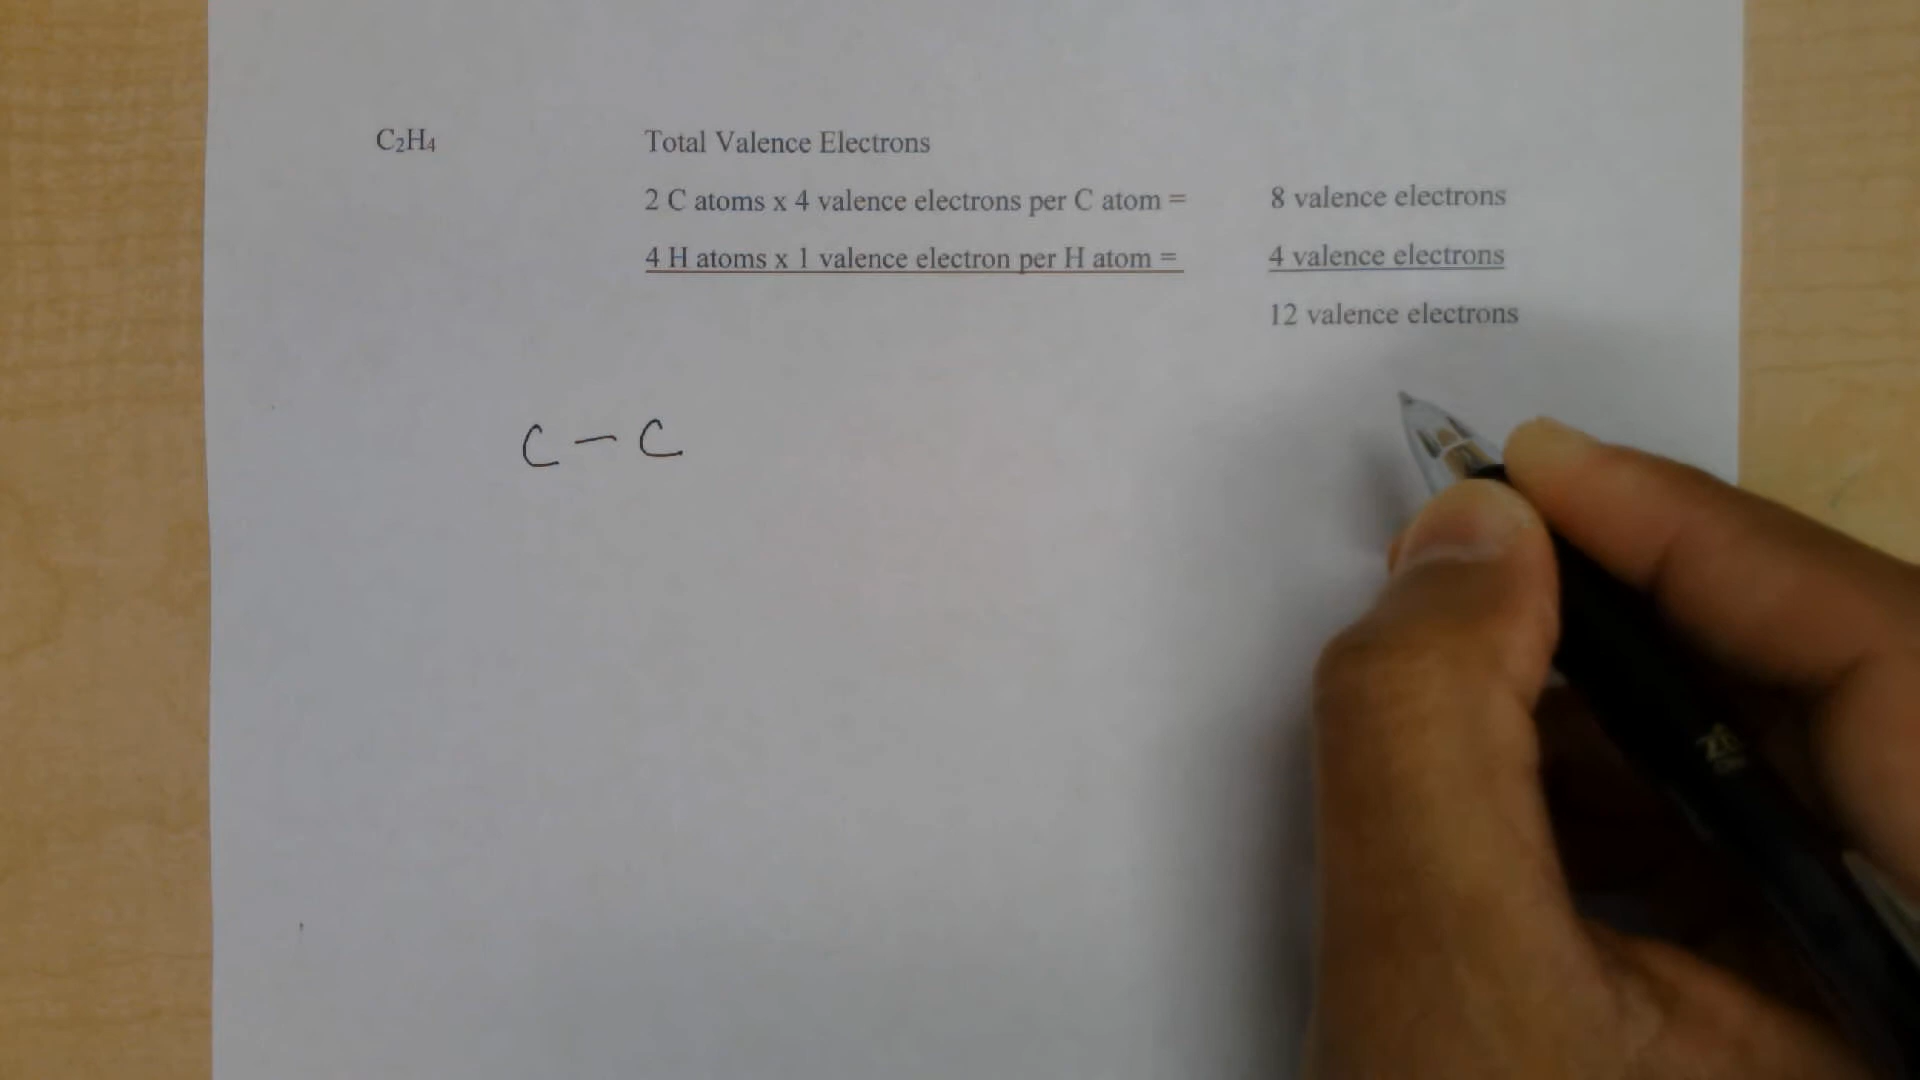 C₂H₄ Total Valence Electrons
2 C atoms x 4 valence electrons per C atom = 8 valence electrons
4 H atoms x 1 valence electron per H atom = 4 valence electrons
12 valence electrons
C – C